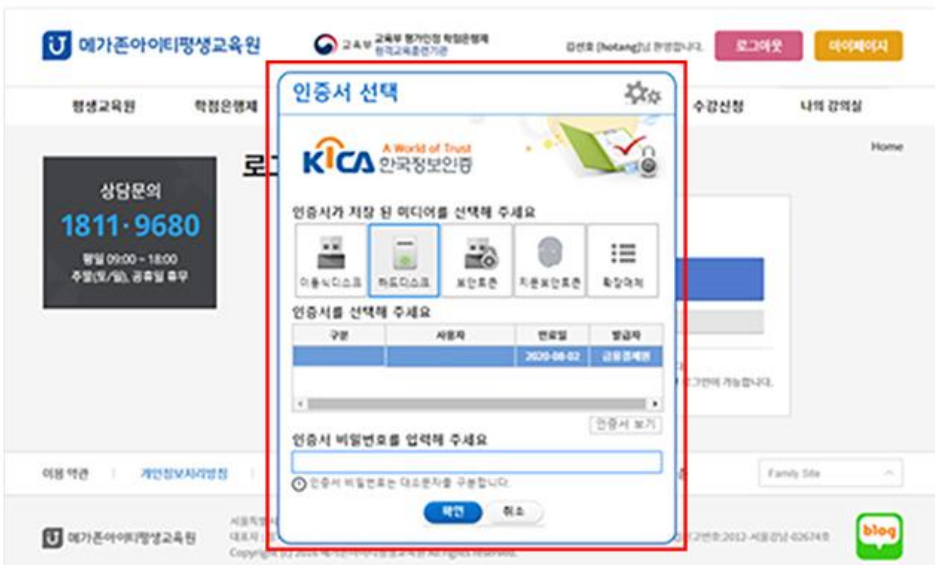 메가존아이티평생교육원
교육부 교육부 평가인정 학점은행제
원격교육훈련기관
[hotang]님 환영합니다.
로그아웃
마이페이지
평생교육원 학점은행제 수강신청 나의 강의실
Home
상담문의
1811·9680
평일 09:00 ~ 18:00
주말(토/일), 공휴일 휴무
인증서 선택
KICA A World of Trust
한국정보인증
인증서가 저장 된 미디어를 선택해 주세요
이동식디스크 하드디스크 보안토큰 지문보안토큰 확장매체
인증서를 선택해 주세요
구분 사용자 만료일 발급자
2020-08-02 금융결제원
인증서 보기
인증서 비밀번호를 입력해 주세요
인증서 비밀번호는 대소문자를 구분합니다.
확인 취소
로그인이 가능합니다.
이용 약관 개인정보처리방침 Family Site
메가존아이티평생교육원
blog